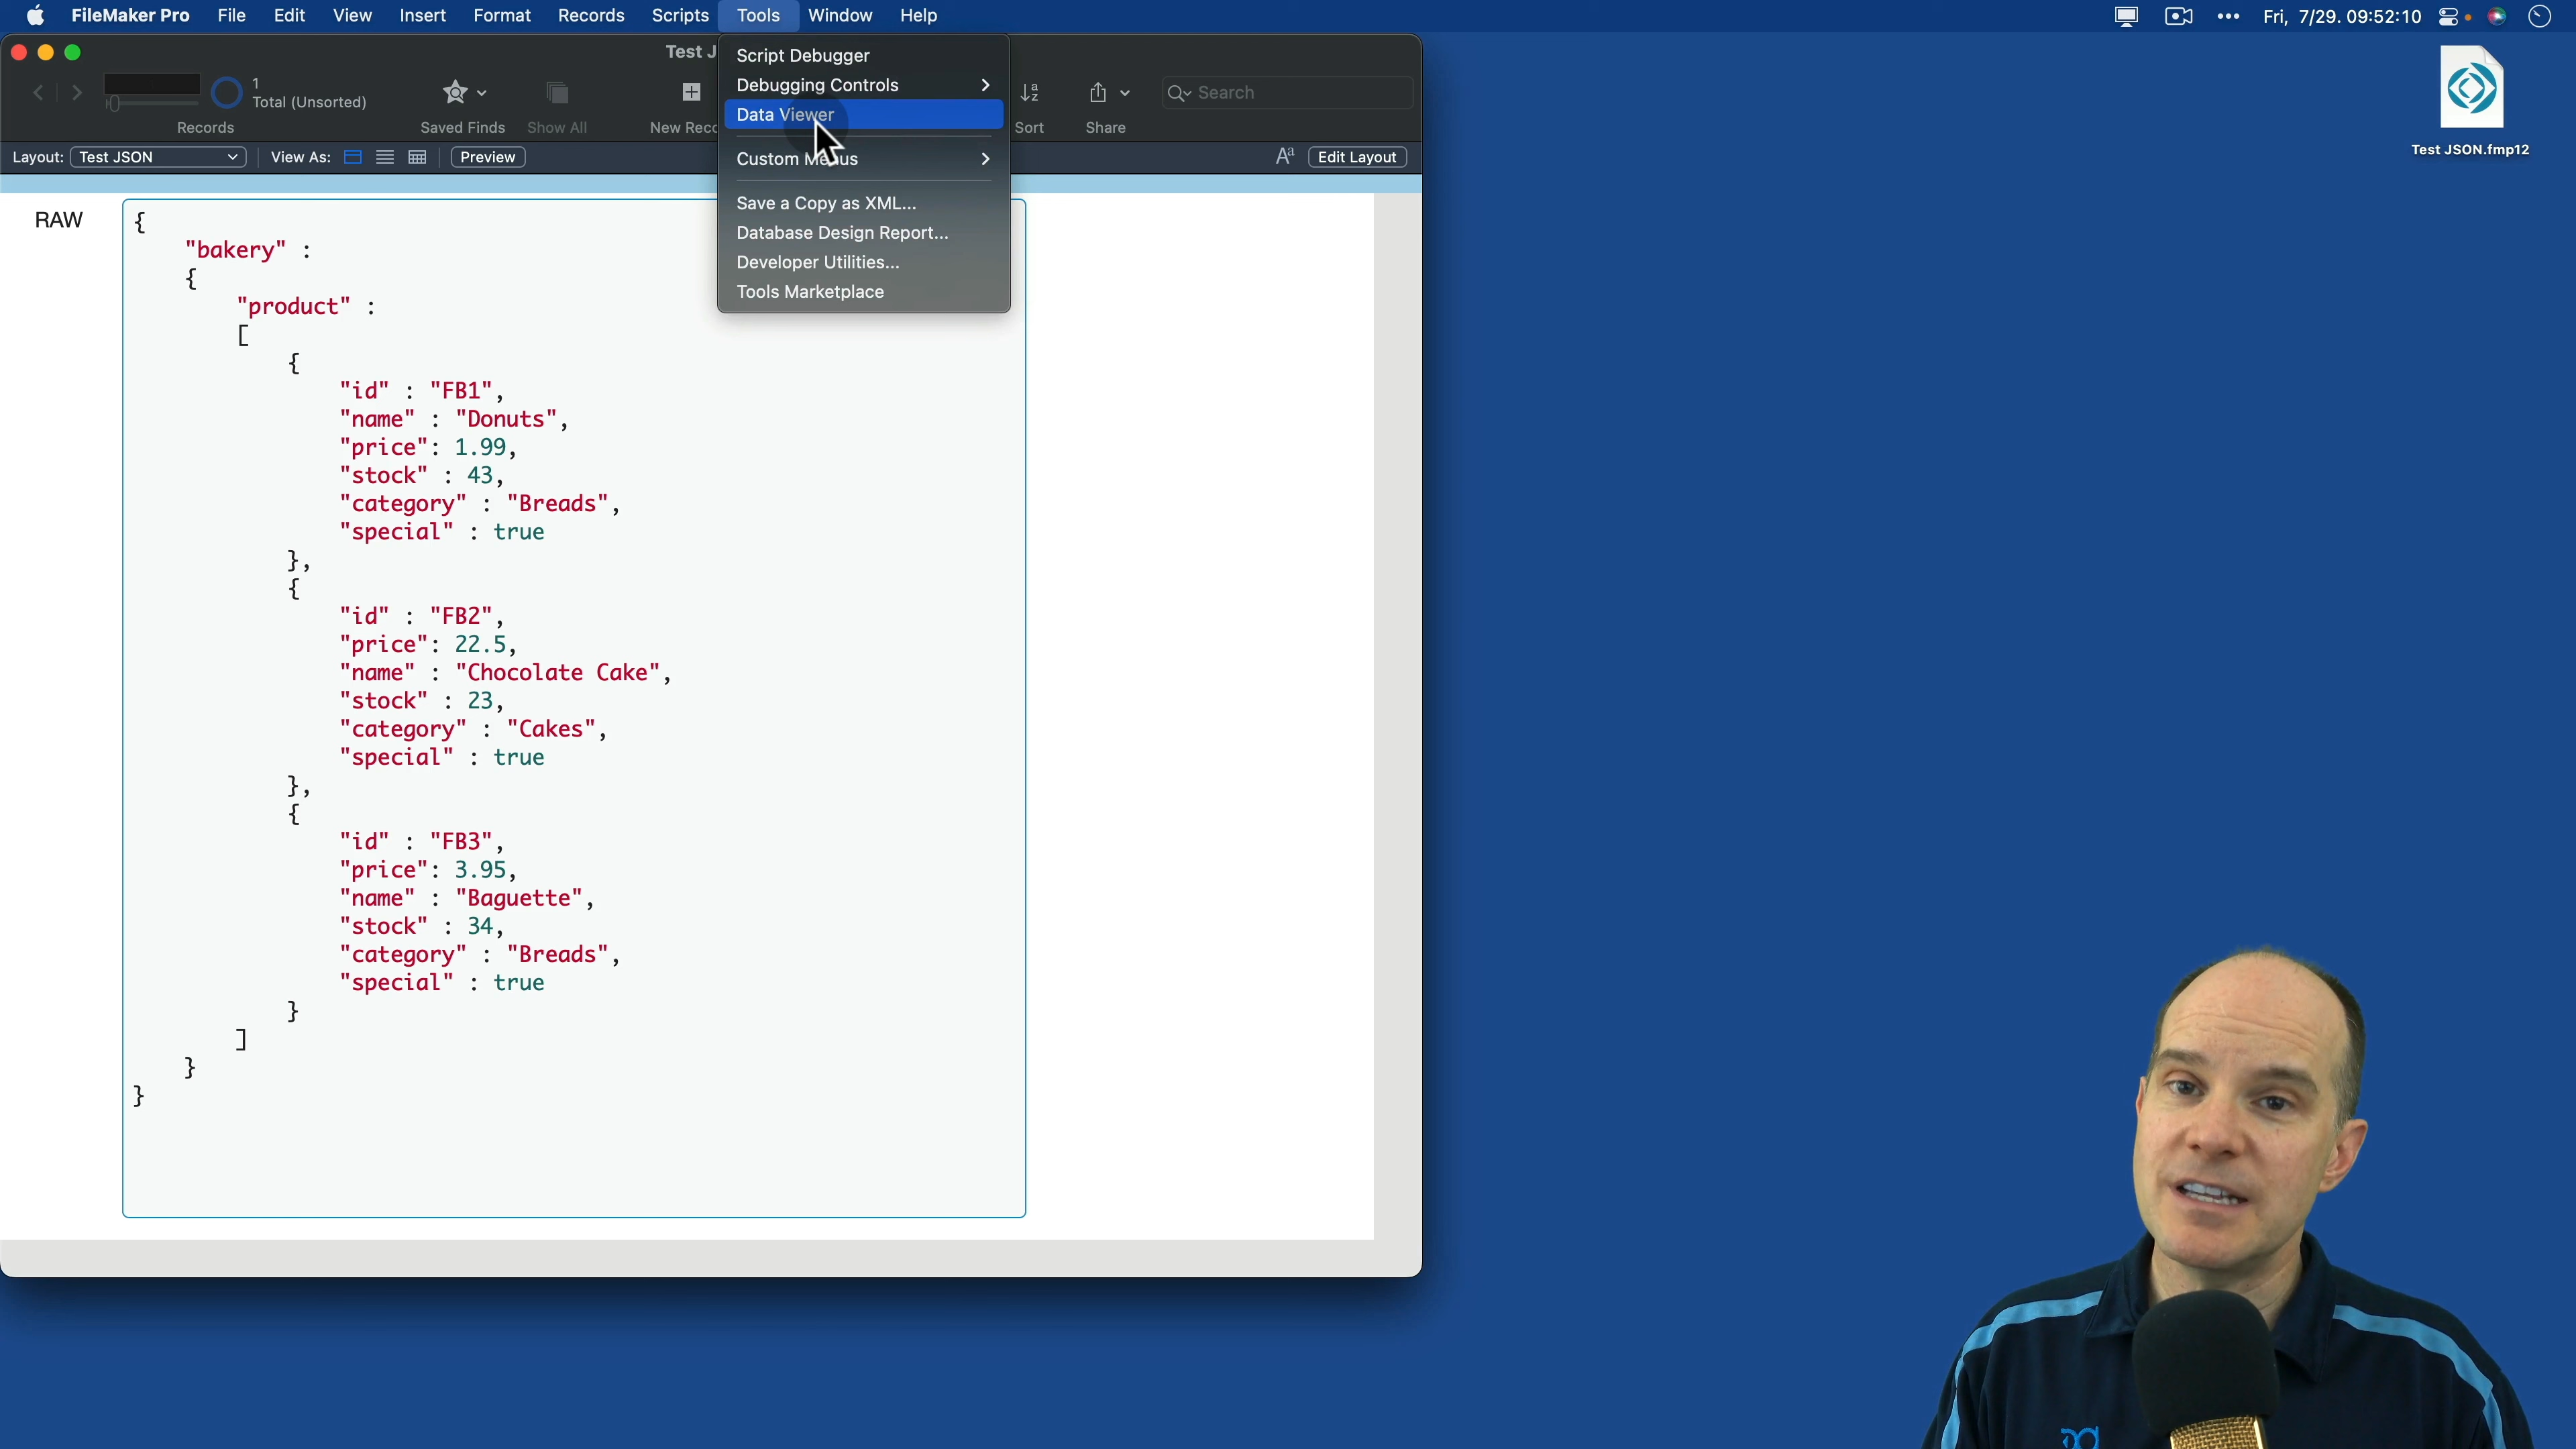 FileMaker Pro File Edit View Insert Format Records Scripts Tools Window Help Fri, 7/29. 09:52:10
Test J
1
Total (Unsorted)
Records
Saved Finds
Show All
New Rec
Sort
Share
Search
Layout: Test JSON View As: Preview Aa Edit Layout
Script Debugger
Debugging Controls
Data Viewer
Custom Menus
Save a Copy as XML...
Database Design Report...
Developer Utilities...
Tools Marketplace
Test JSON.fmp12
RAW
{
"bakery" :
{
"product" :
[
{
"id" : "FB1",
"name" : "Donuts",
"price": 1.99,
"stock" : 43,
"category" : "Breads",
"special" : true
},
{
"id" : "FB2",
"price": 22.5,
"name" : "Chocolate Cake",
"stock" : 23,
"category" : "Cakes",
"special" : true
},
{
"id" : "FB3",
"price": 3.95,
"name" : "Baguette",
"stock" : 34,
"category" : "Breads",
"special" : true
}
]
}
}